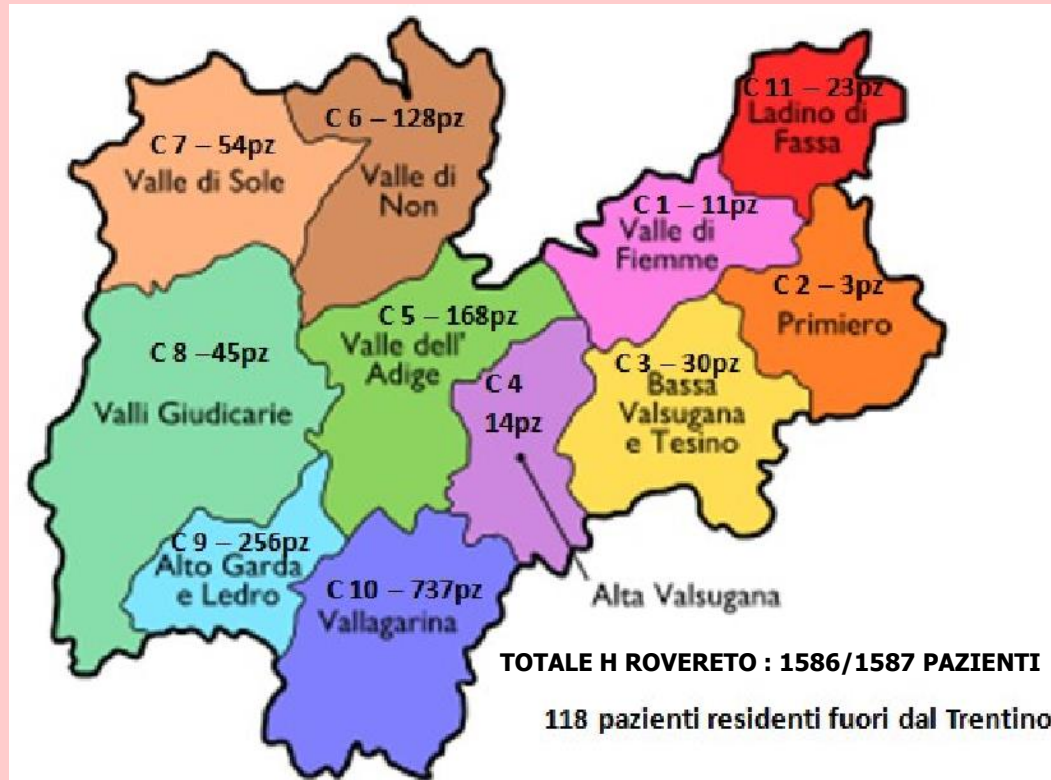 C 11 – 23pz
Ladino di
Fassa
C 6 – 128pz
Valle di
Non
C 7 – 54pz
Valle di Sole
C 1 – 11pz
Valle di
Fiemme
C 2 – 3pz
Primiero
C 5 – 168pz
Valle dell'
Adige
C 8 –45pz
Valli Giudicarie
C 3 – 30pz
Bassa
Valsugana
e Tesino
C 4
14pz
C 9 – 256pz
Alto Garda
e Ledro
C 10 – 737pz
Vallagarina
Alta Valsugana
TOTALE H ROVERETO : 1586/1587 PAZIENTI
118 pazienti residenti fuori dal Trentino